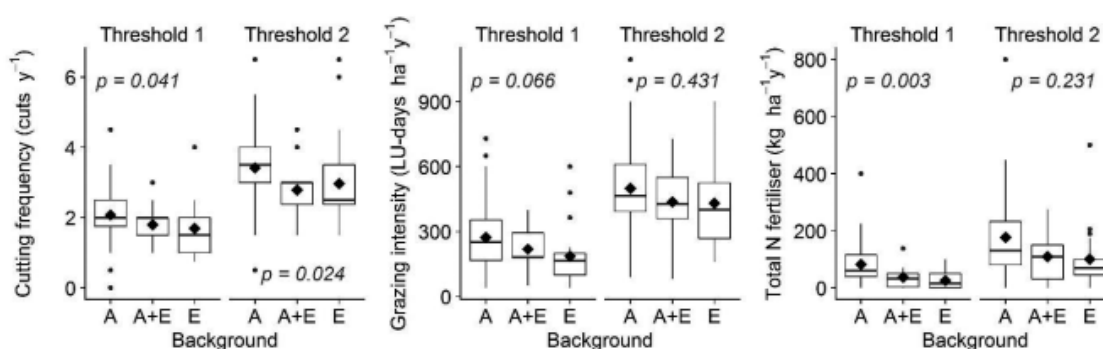 Cutting frequency (cuts y⁻¹)
Threshold 1
Threshold 2
p = 0.041
p = 0.024
6
4
2
0
A
A+E
E
A
A+E
E
Background
Grazing intensity (LU-days ha⁻¹y⁻¹)
Threshold 1
Threshold 2
p = 0.066
p = 0.431
900
600
300
0
A
A+E
E
A
A+E
E
Background
Total N fertiliser (kg ha⁻¹y⁻¹)
Threshold 1
Threshold 2
p = 0.003
p = 0.231
800
600
400
200
0
A
A+E
E
A
A+E
E
Background